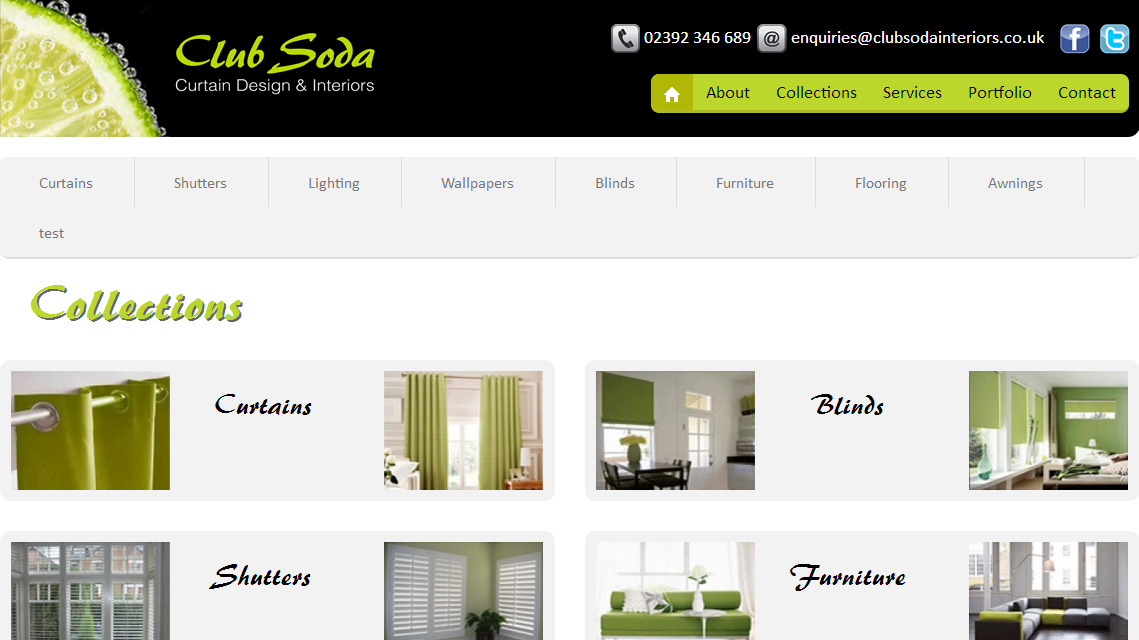 Club Soda
Curtain Design & Interiors
02392 346 689 enquiries@clubsodainteriors.co.uk
About Collections Services Portfolio Contact
Curtains Shutters Lighting Wallpapers Blinds Furniture Flooring Awnings
test
Collections
Curtains Blinds
Shutters Furniture